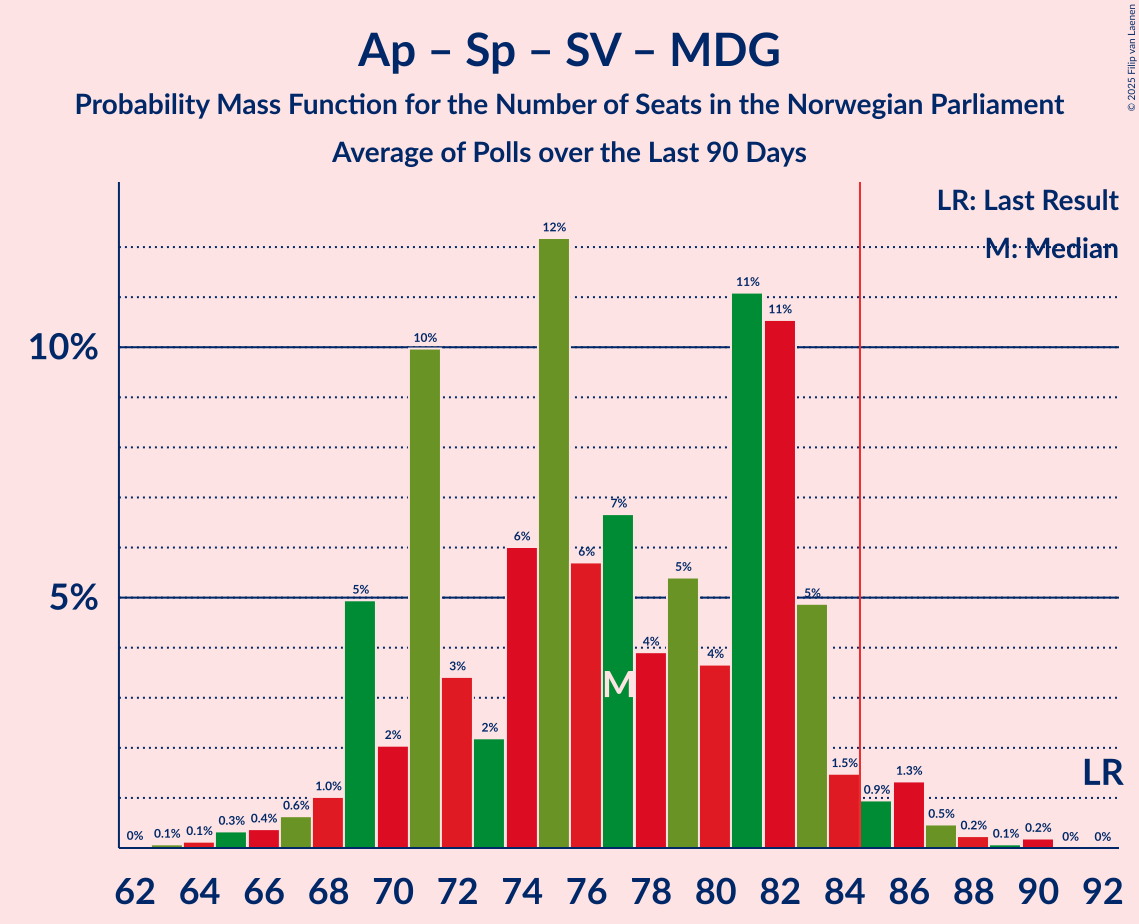 Ap – Sp – SV – MDG
Probability Mass Function for the Number of Seats in the Norwegian Parliament
Average of Polls over the Last 90 Days
© 2025 Filip van Laenen
LR: Last Result
M: Median
10%
5%
0% 0.1% 0.1% 0.3% 0.4% 0.6% 1.0% 5% 2% 10% 3% 2% 6% 12% 6% 7% 4% 5% 4% 11% 11% 5% 1.5% 0.9% 1.3% 0.5% 0.2% 0.1% 0.2% 0% 0%
M
LR
62 64 66 68 70 72 74 76 78 80 82 84 86 88 90 92